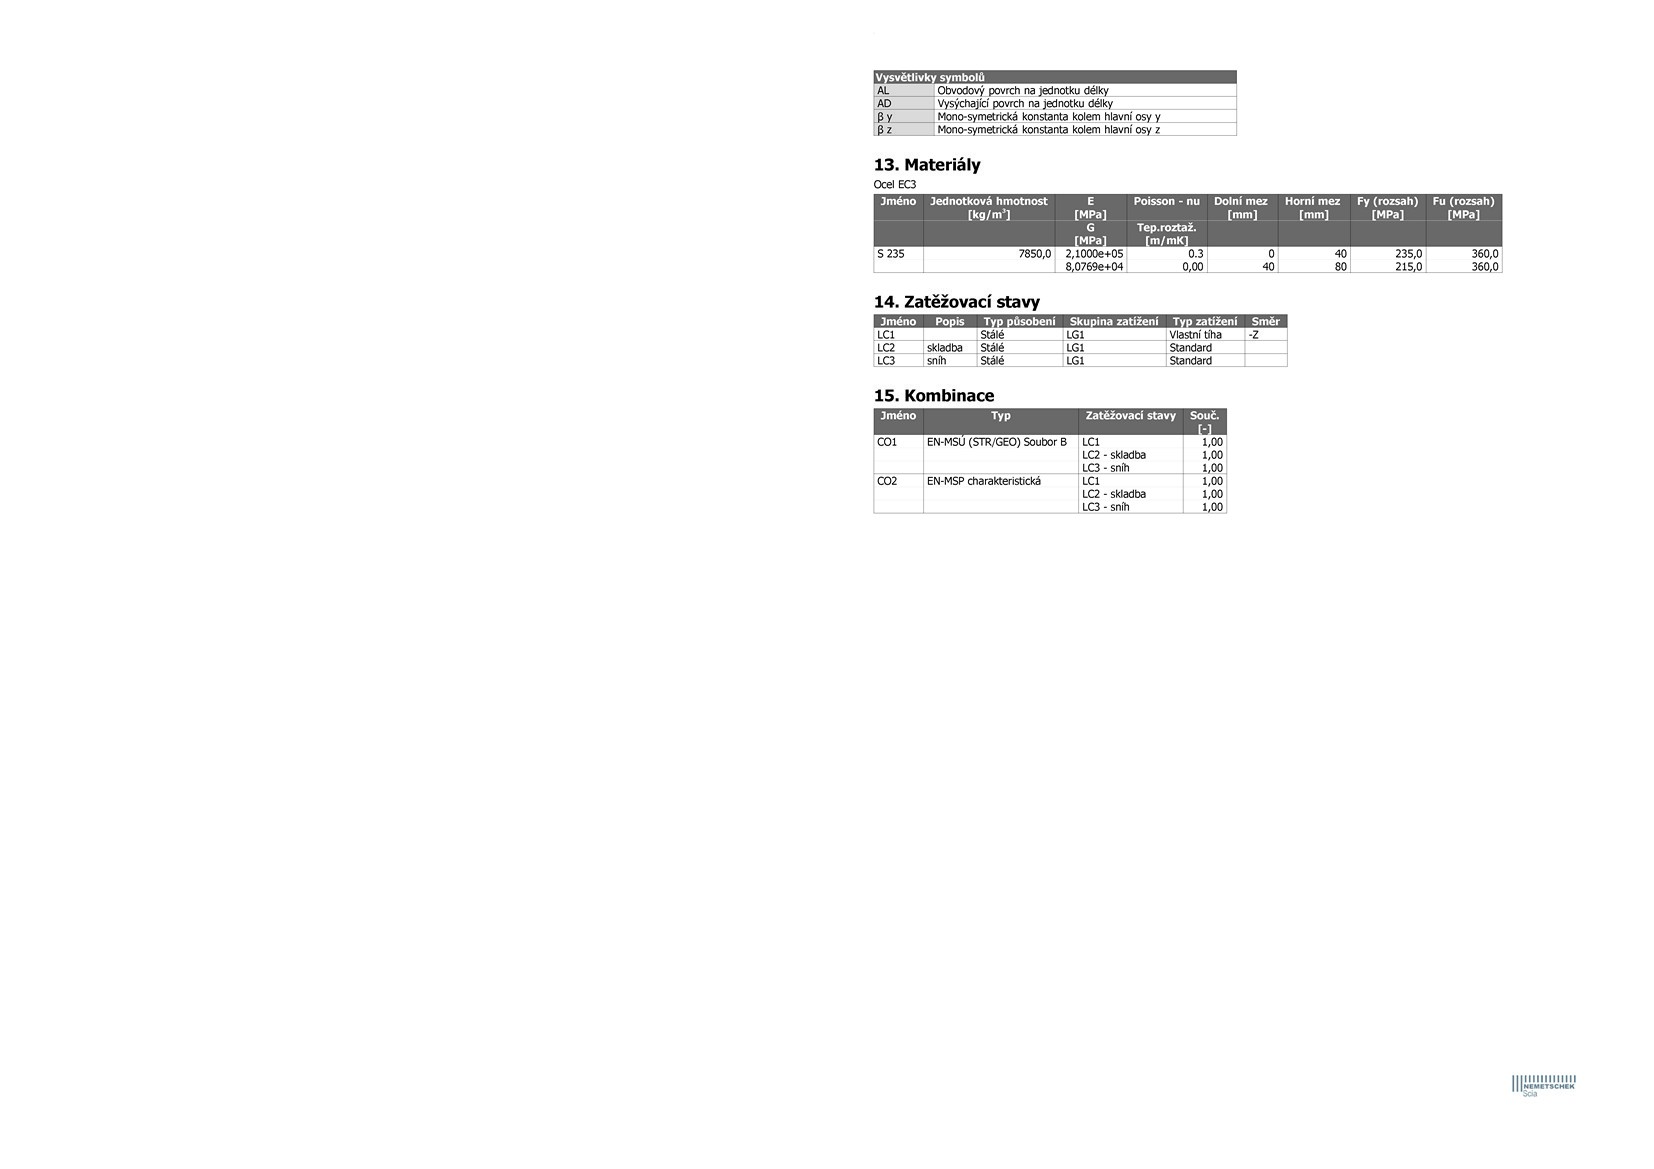 Vysvětlivky symbolů
AL Obvodový povrch na jednotku délky
AD Vysýchající povrch na jednotku délky
β y Mono-symetrická konstanta kolem hlavní osy y
β z Mono-symetrická konstanta kolem hlavní osy z
13. Materiály
Ocel EC3
Jméno Jednotková hmotnost E Poisson - nu Dolní mez Horní mez Fy (rozsah) Fu (rozsah)
[kg/m³] [MPa] [mm] [mm] [MPa] [MPa]
G Tep.roztaž.
[MPa] [m/mK]
S 235 7850,0 2,1000e+05 0.3 0 40 235,0 360,0
8,0769e+04 0,00 40 80 215,0 360,0
14. Zatěžovací stavy
Jméno Popis Typ působení Skupina zatížení Typ zatížení Směr
LC1 Stálé LG1 Vlastní tíha -Z
LC2 skladba Stálé LG1 Standard
LC3 sníh Stálé LG1 Standard
15. Kombinace
Jméno Typ Zatěžovací stavy Souč.
[-]
CO1 EN-MSÚ (STR/GEO) Soubor B LC1 1,00
LC2 - skladba 1,00
LC3 - sníh 1,00
CO2 EN-MSP charakteristická LC1 1,00
LC2 - skladba 1,00
LC3 - sníh 1,00
NEMETSCHEK
Scia